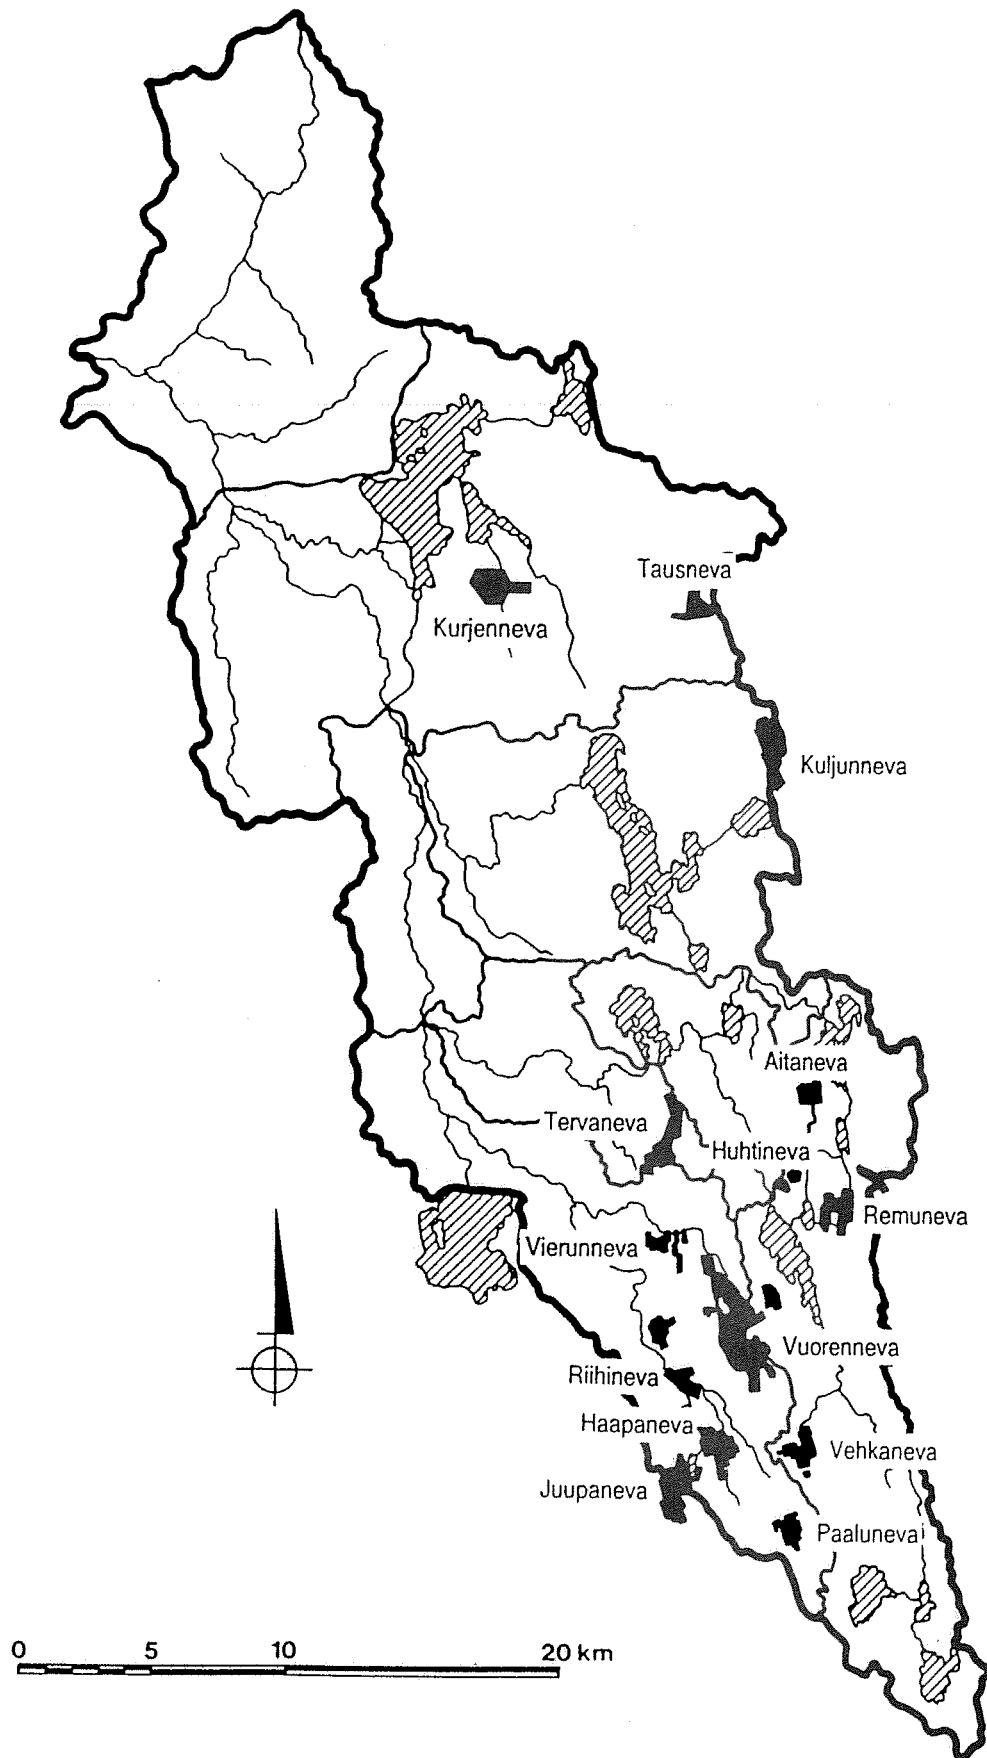 Tausneva
Kurjenneva
Kuljunneva
Aitaneva
Tervaneva
Huhtineva
Remuneva
Vierunneva
Vuorenneva
Riihineva
Haapaneva
Vehkaneva
Juupaneva
Paaluneva
0 5 10 20 km